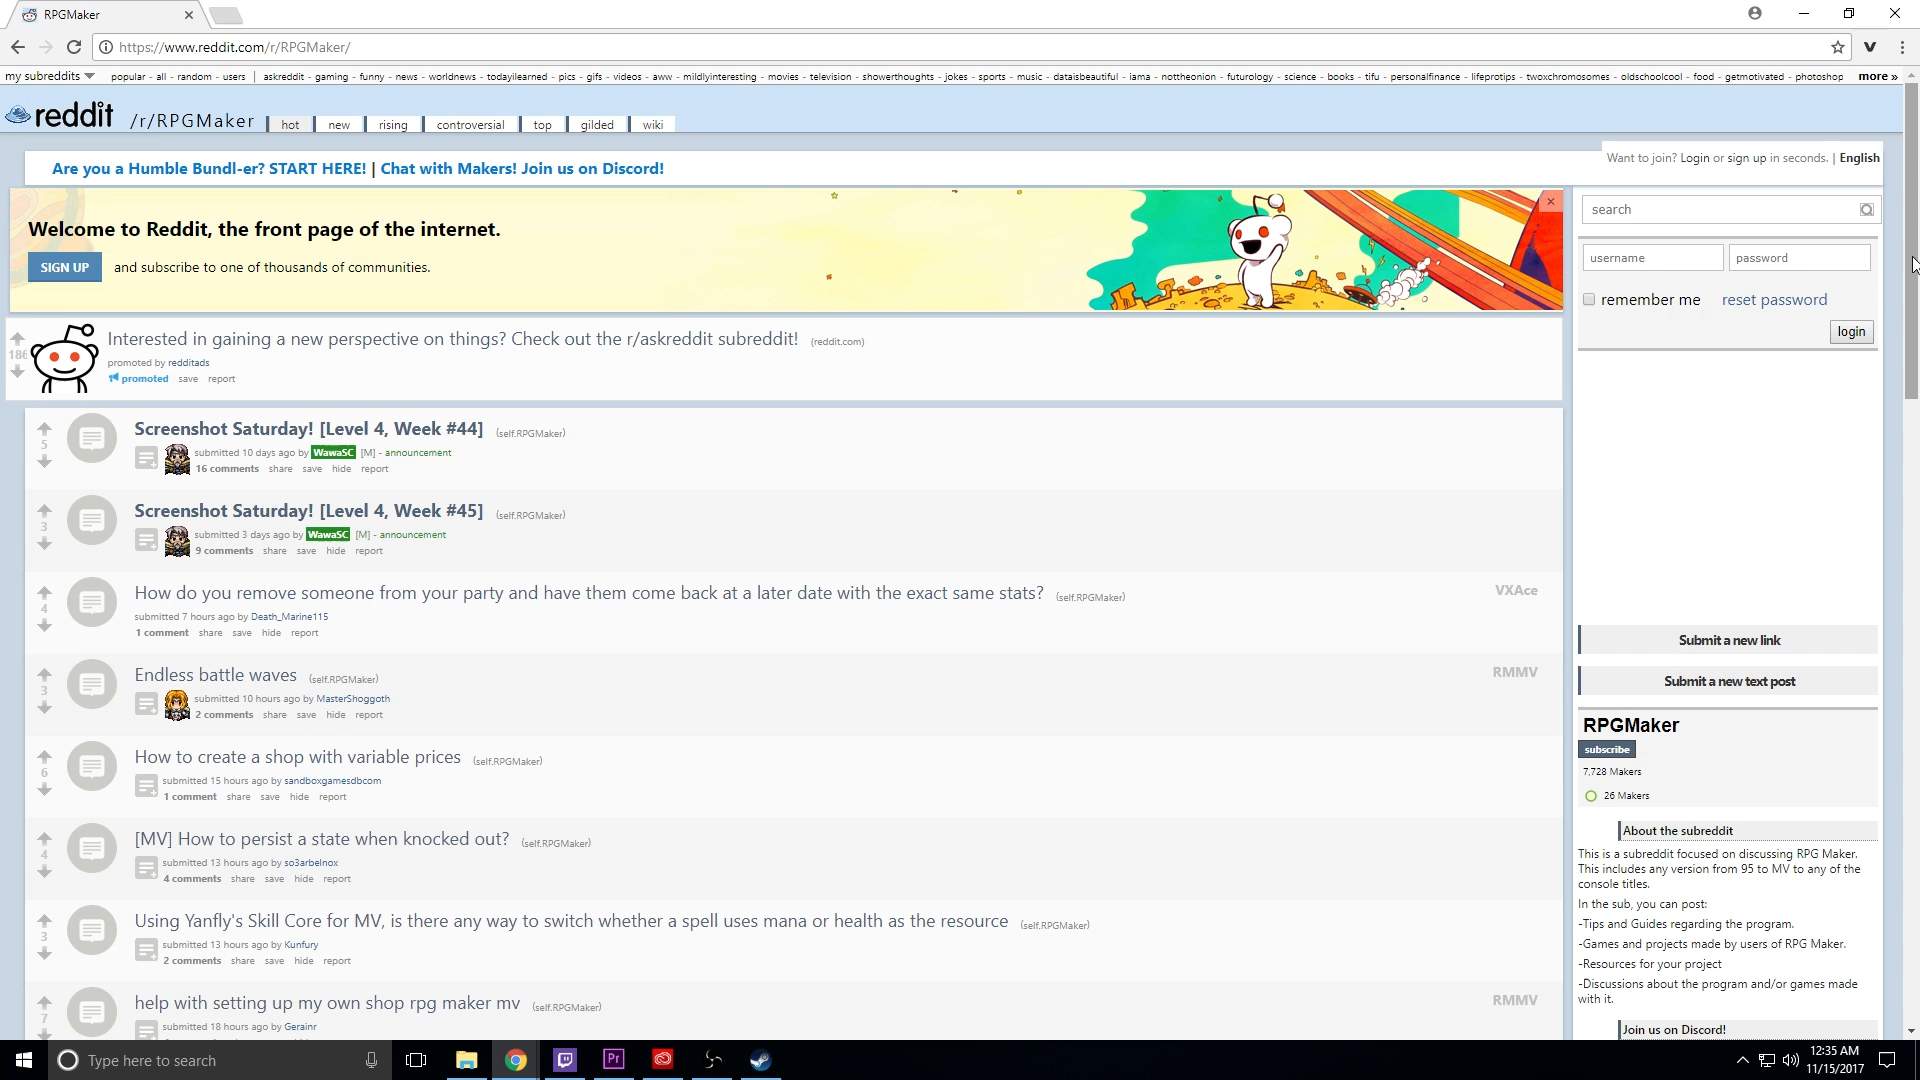 RPGMaker
https://www.reddit.com/r/RPGMaker/
my subreddits popular - all - random - users | askreddit - gaming - funny - news - worldnews - todayilearned - pics - gifs - videos - aww - mildlyinteresting - movies - television - showerthoughts - jokes - sports - music - dataisbeautiful - iama - nottheonion - futurology - science - books - tifu - personalfinance - lifeprotips - twoxchromosomes - oldschoolcool - food - getmotivated - photoshop more »
reddit /r/RPGMaker hot new rising controversial top gilded wiki
Want to join? Login or sign up in seconds. | English
Are you a Humble Bundl-er? START HERE! | Chat with Makers! Join us on Discord!
Welcome to Reddit, the front page of the internet.
SIGN UP and subscribe to one of thousands of communities.
186
Interested in gaining a new perspective on things? Check out the r/askreddit subreddit! (reddit.com)
promoted by redditads
promoted save report
5
Screenshot Saturday! [Level 4, Week #44] (self.RPGMaker)
submitted 10 days ago by WawaSC [M] - announcement
16 comments share save hide report
3
Screenshot Saturday! [Level 4, Week #45] (self.RPGMaker)
submitted 3 days ago by WawaSC [M] - announcement
9 comments share save hide report
4
How do you remove someone from your party and have them come back at a later date with the exact same stats? (self.RPGMaker) VXAce
submitted 7 hours ago by Death_Marine115
1 comment share save hide report
3
Endless battle waves (self.RPGMaker) RMMV
submitted 10 hours ago by MasterShoggoth
2 comments share save hide report
6
How to create a shop with variable prices (self.RPGMaker)
submitted 15 hours ago by sandboxgamesdbcom
1 comment share save hide report
4
[MV] How to persist a state when knocked out? (self.RPGMaker)
submitted 13 hours ago by so3arbelnox
4 comments share save hide report
3
Using Yanfly's Skill Core for MV, is there any way to switch whether a spell uses mana or health as the resource (self.RPGMaker)
submitted 13 hours ago by Kunfury
2 comments share save hide report
7
help with setting up my own shop rpg maker mv (self.RPGMaker) RMMV
submitted 18 hours ago by Gerainr
search
username password
remember me reset password
login
Submit a new link
Submit a new text post
RPGMaker
subscribe
7,728 Makers
26 Makers
About the subreddit
This is a subreddit focused on discussing RPG Maker.
This includes any version from 95 to MV to any of the
console titles.
In the sub, you can post:
-Tips and Guides regarding the program.
-Games and projects made by users of RPG Maker.
-Resources for your project
-Discussions about the program and/or games made
with it.
Join us on Discord!
Type here to search
Pr
12:35 AM
11/15/2017